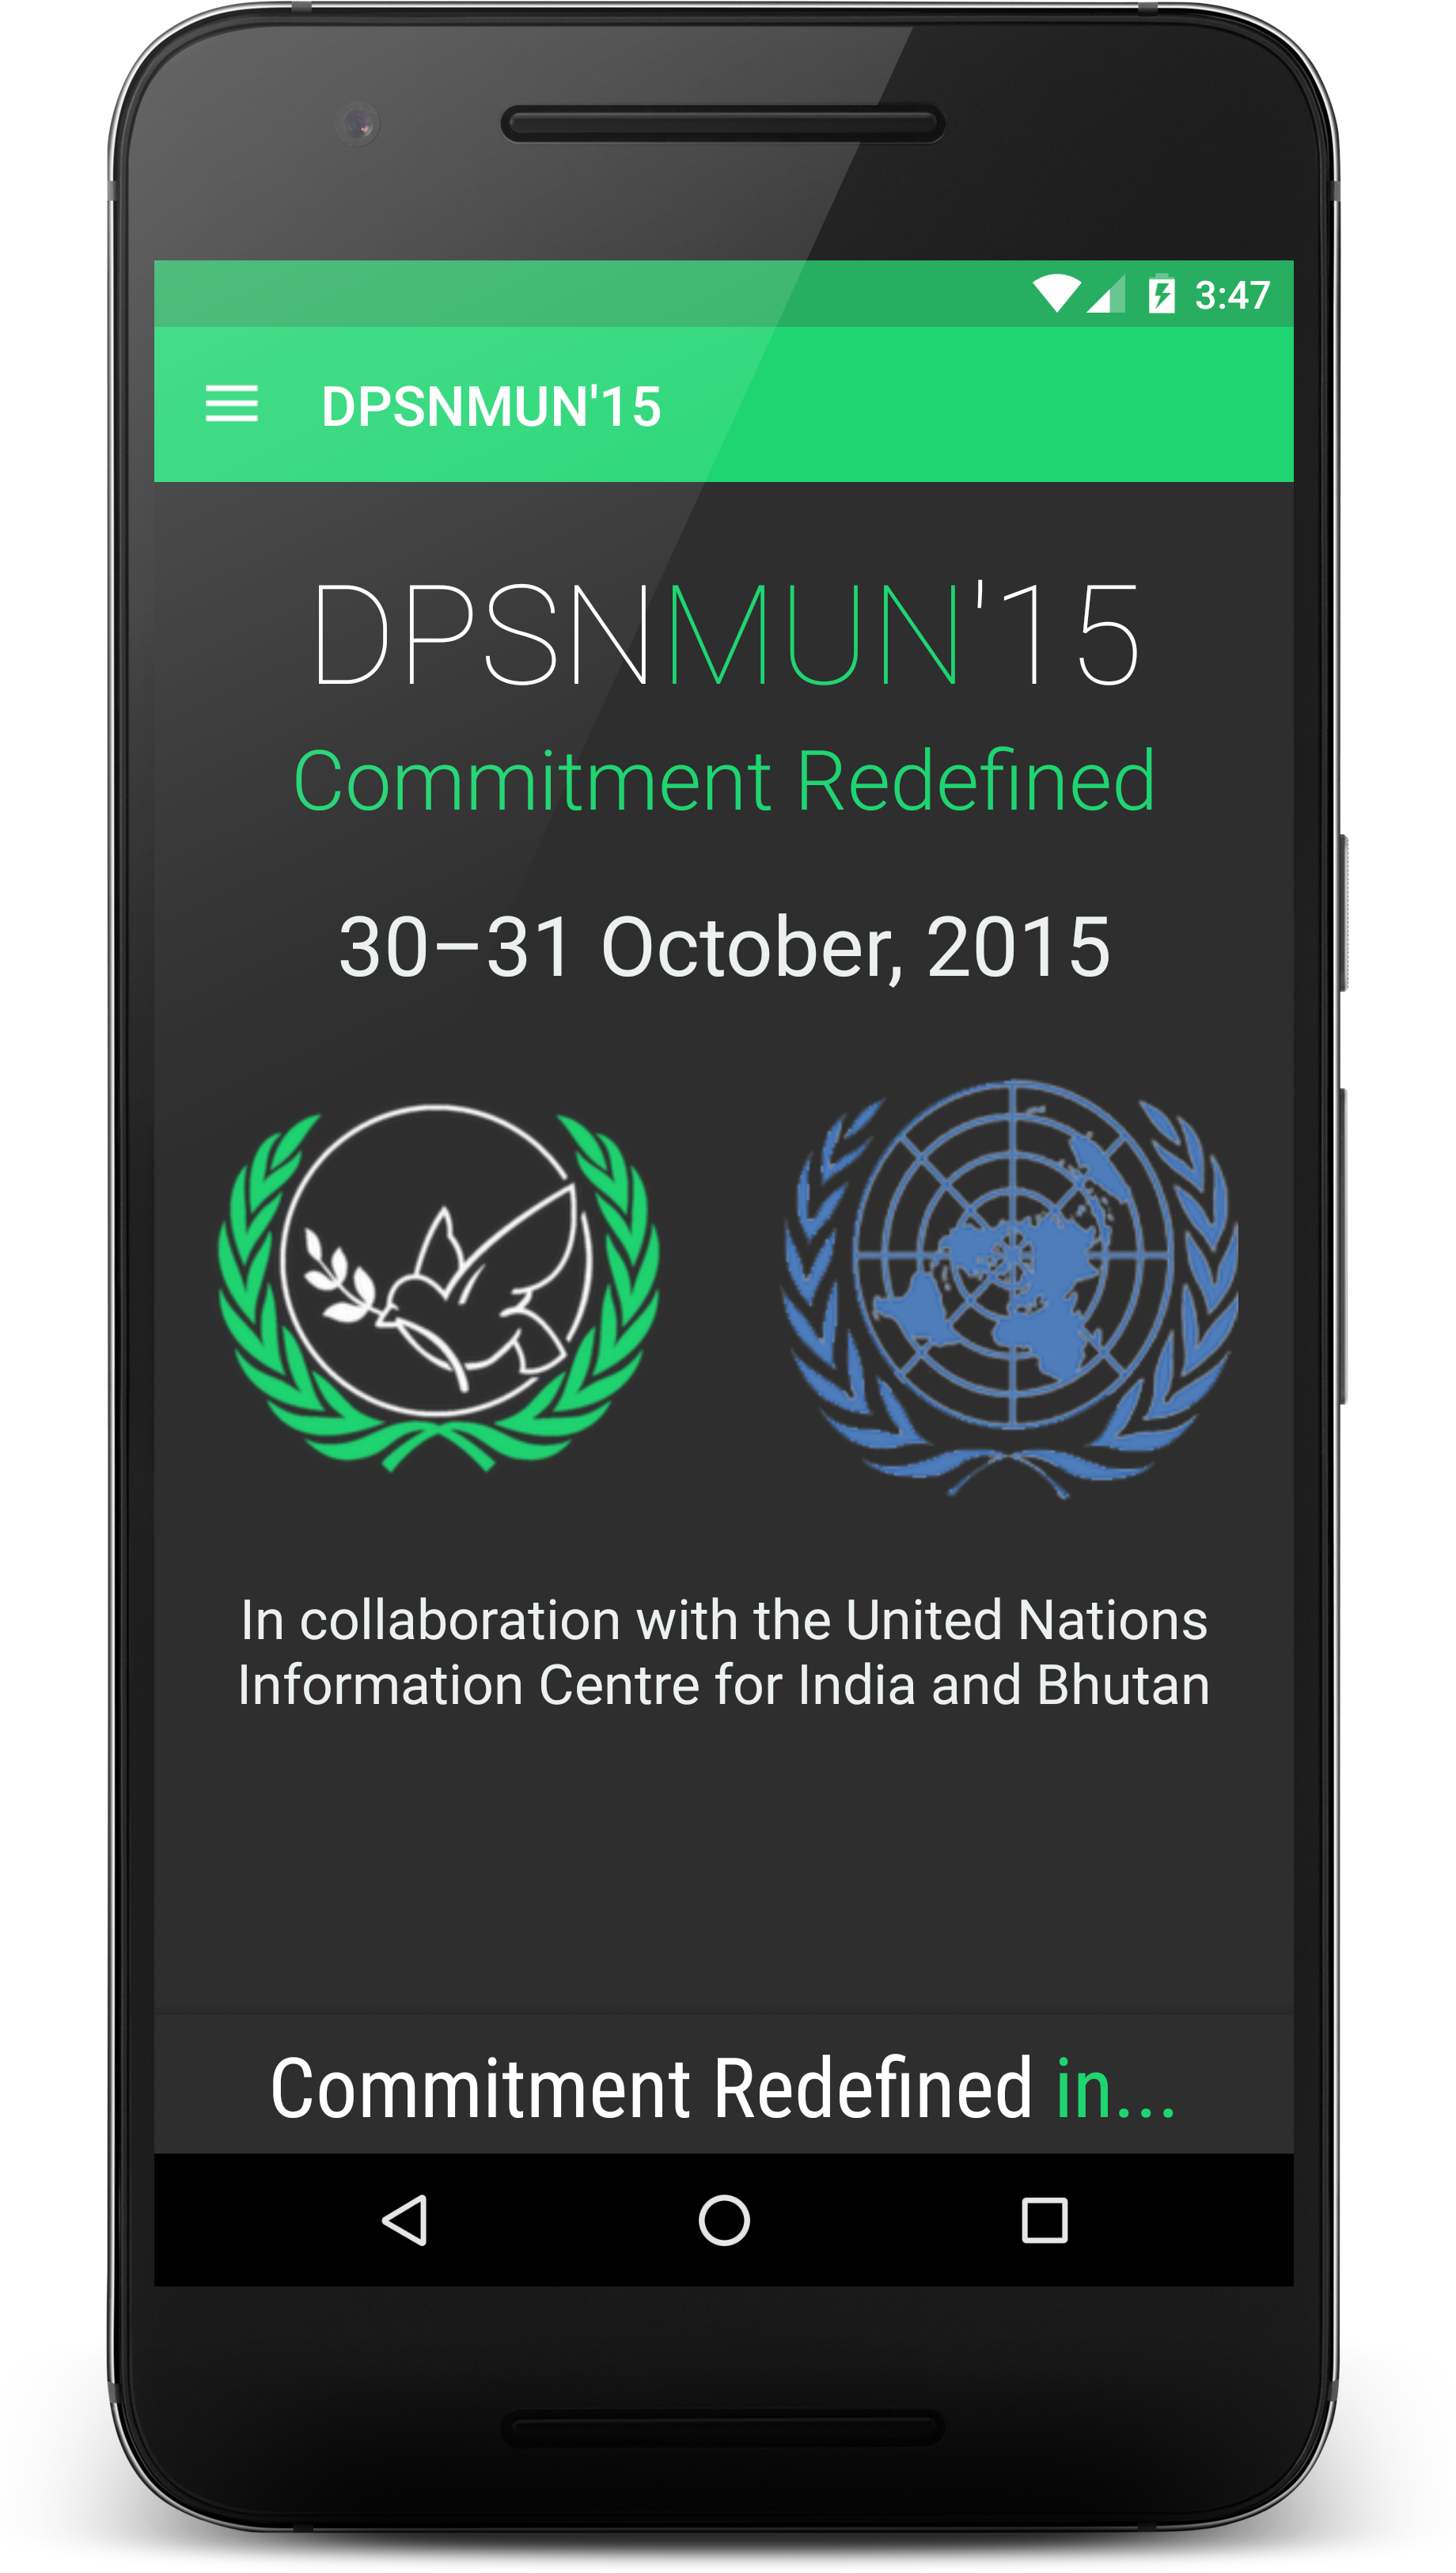 3:47
DPSNMUN'15
DPSNMUN'15
Commitment Redefined
30–31 October, 2015
In collaboration with the United Nations
Information Centre for India and Bhutan
Commitment Redefined in...